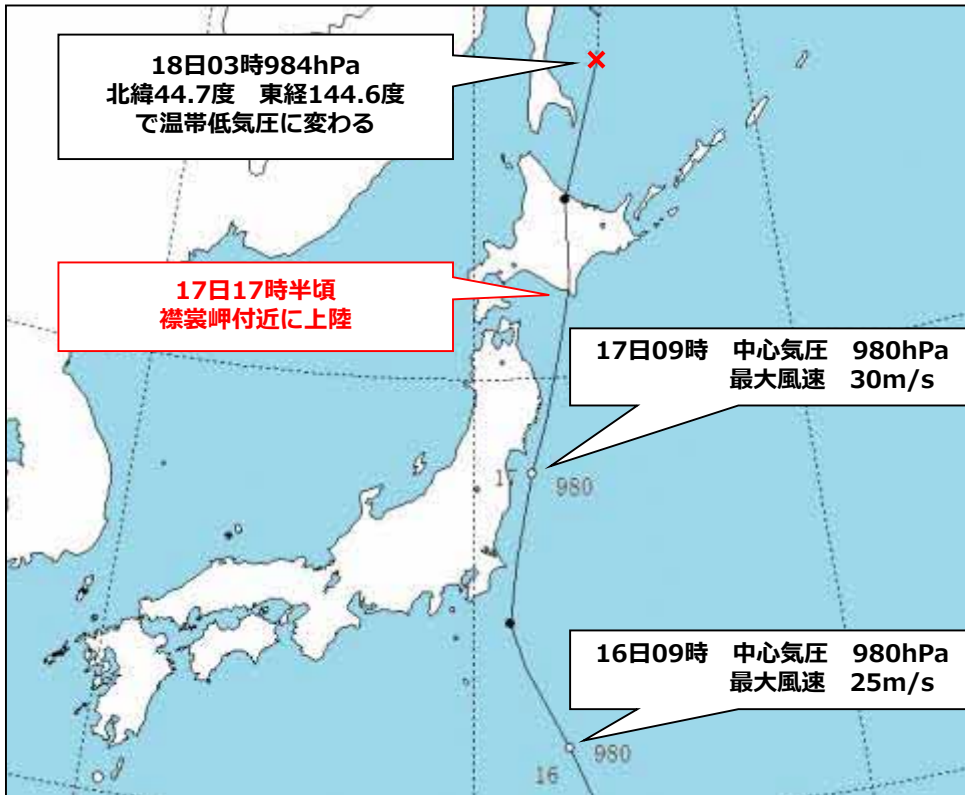 18日03時984hPa
北緯44.7度　東経144.6度
で温帯低気圧に変わる
17日17時半頃
襟裳岬付近に上陸
17日09時　中心気圧　980hPa
最大風速　30m/s
17
980
16日09時　中心気圧　980hPa
最大風速　25m/s
980
16